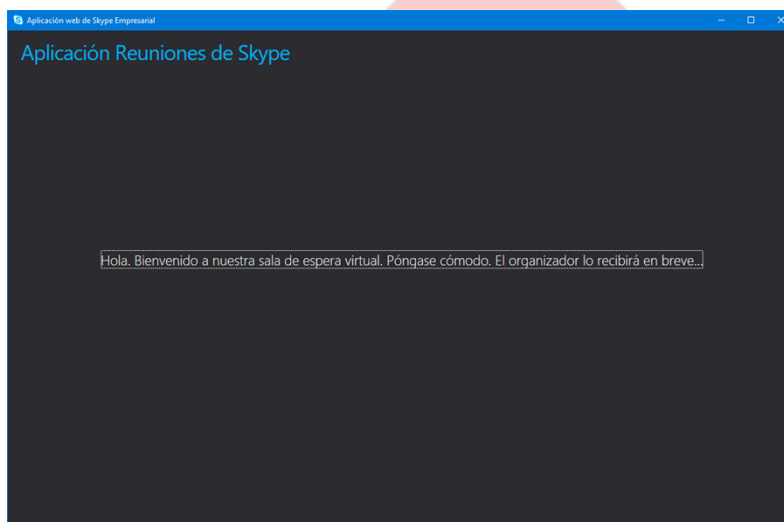 Aplicación web de Skype Empresarial
Aplicación Reuniones de Skype
Hola. Bienvenido a nuestra sala de espera virtual. Póngase cómodo. El organizador lo recibirá en breve...